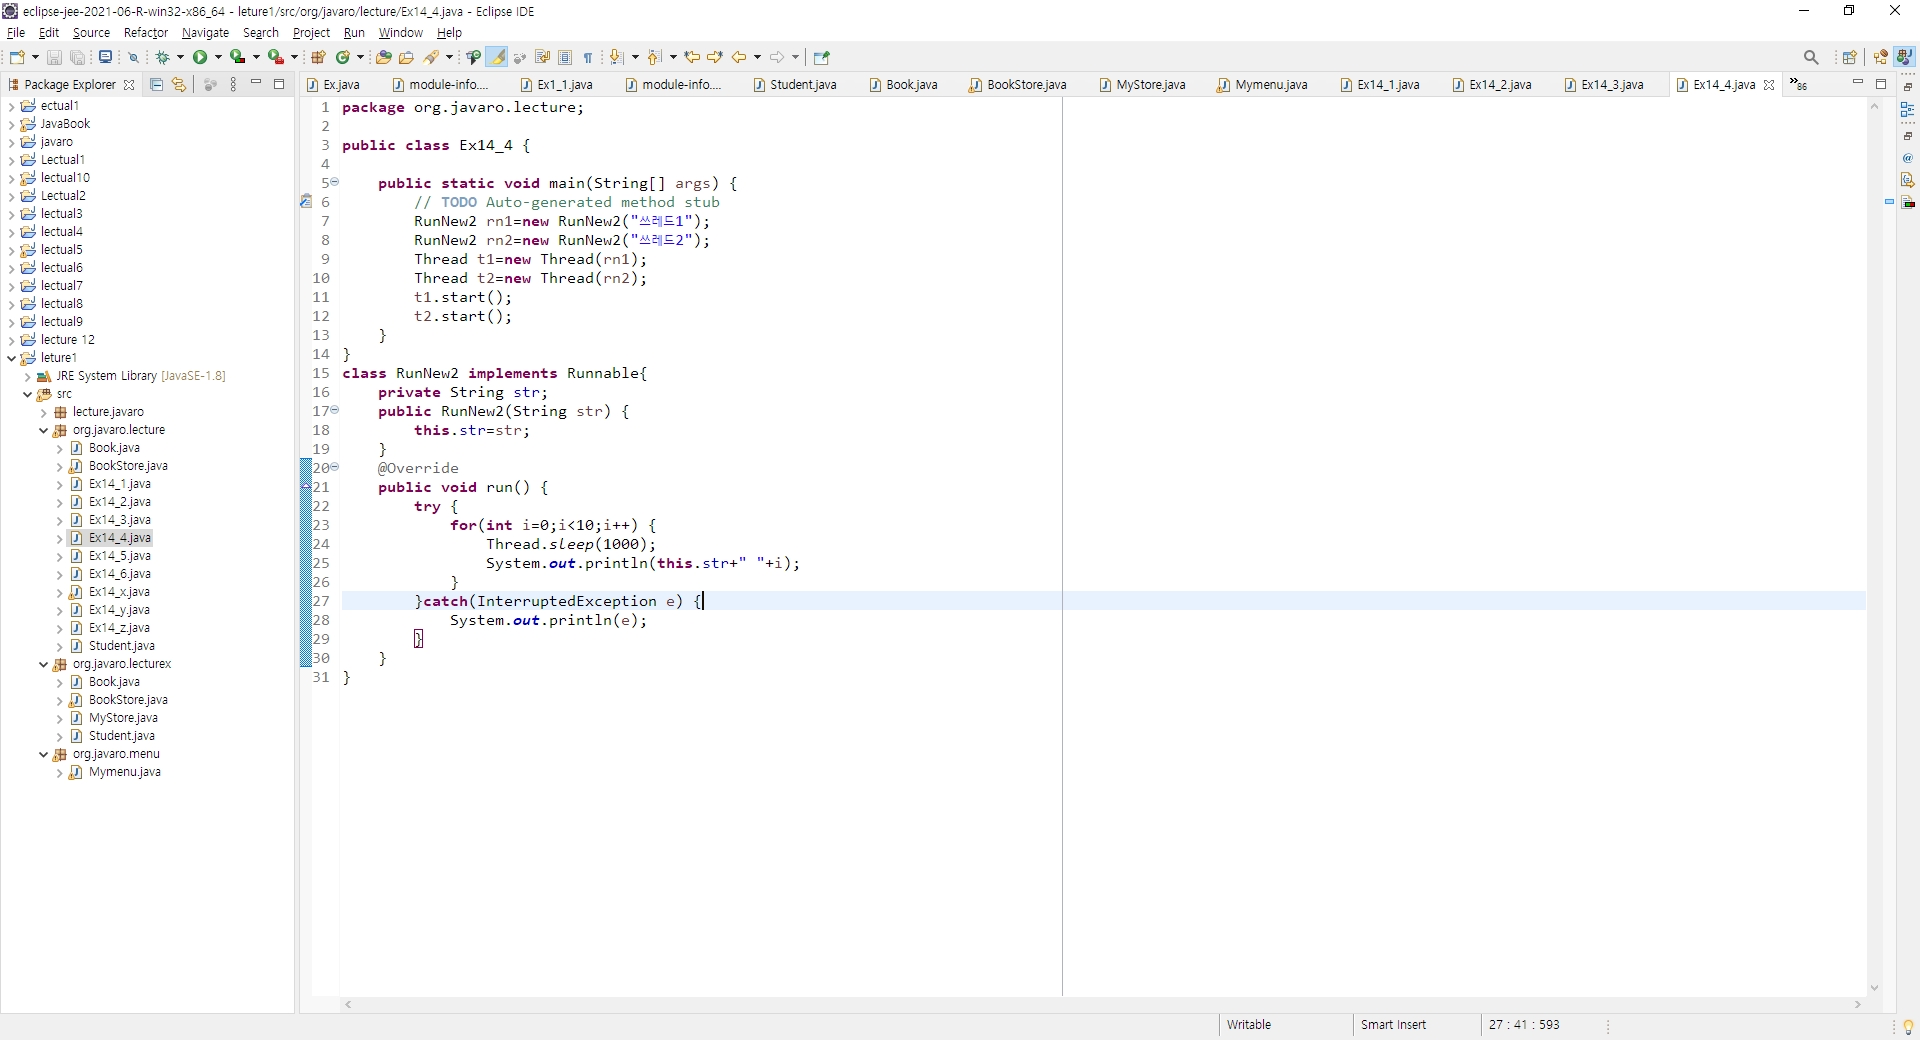 eclipse-jee-2021-06-R-win32-x86_64 - leture1/src/org/javaro/lecture/Ex14_4.java - Eclipse IDE
File Edit Source Refactor Navigate Search Project Run Window Help
Package Explorer
Ex.java module-info.... Ex1_1.java module-info.... Student.java Book.java BookStore.java MyStore.java Mymenu.java Ex14_1.java Ex14_2.java Ex14_3.java Ex14_4.java »86
ectual1
JavaBook
javaro
Lectual1
lectual10
Lectual2
lectual3
lectual4
lectual5
lectual6
lectual7
lectual8
lectual9
lecture 12
leture1
JRE System Library [JavaSE-1.8]
src
lecture.javaro
org.javaro.lecture
Book.java
BookStore.java
Ex14_1.java
Ex14_2.java
Ex14_3.java
Ex14_4.java
Ex14_5.java
Ex14_6.java
Ex14_x.java
Ex14_y.java
Ex14_z.java
Student.java
org.javaro.lecturex
Book.java
BookStore.java
MyStore.java
Student.java
org.javaro.menu
Mymenu.java
1 package org.javaro.lecture;
2
3 public class Ex14_4 {
4
5 public static void main(String[] args) {
6 // TODO Auto-generated method stub
7 RunNew2 rn1=new RunNew2("쓰레드1");
8 RunNew2 rn2=new RunNew2("쓰레드2");
9 Thread t1=new Thread(rn1);
10 Thread t2=new Thread(rn2);
11 t1.start();
12 t2.start();
13 }
14 }
15 class RunNew2 implements Runnable{
16 private String str;
17 public RunNew2(String str) {
18 this.str=str;
19 }
20 @Override
21 public void run() {
22 try {
23 for(int i=0;i<10;i++) {
24 Thread.sleep(1000);
25 System.out.println(this.str+" "+i);
26 }
27 }catch(InterruptedException e) {
28 System.out.println(e);
29 }
30 }
31 }
Writable Smart Insert 27 : 41 : 593